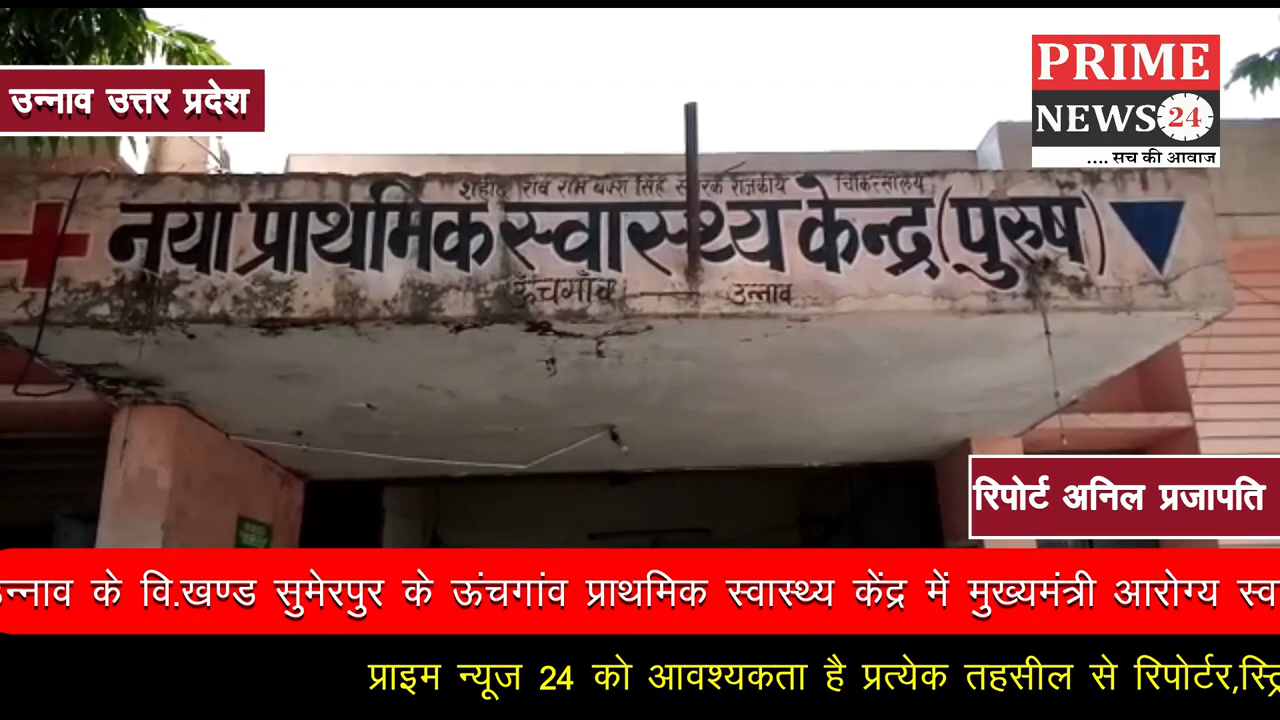 उन्नाव उत्तर प्रदेश
PRIME
NEWS 24
.... सच की आवाज
शहीद राव राम बक्श सिंह स्मारक राजकीय चिकित्सालय
नया प्राथमिक स्वास्थ्य केन्द्र (पुरुष)
ऊँचगाँव — उन्नाव
रिपोर्ट अनिल प्रजापति
उन्नाव के वि.खण्ड सुमेरपुर के ऊंचगांव प्राथमिक स्वास्थ्य केंद्र में मुख्यमंत्री आरोग्य स्व
प्राइम न्यूज 24 को आवश्यकता है प्रत्येक तहसील से रिपोर्टर,स्ट्रि